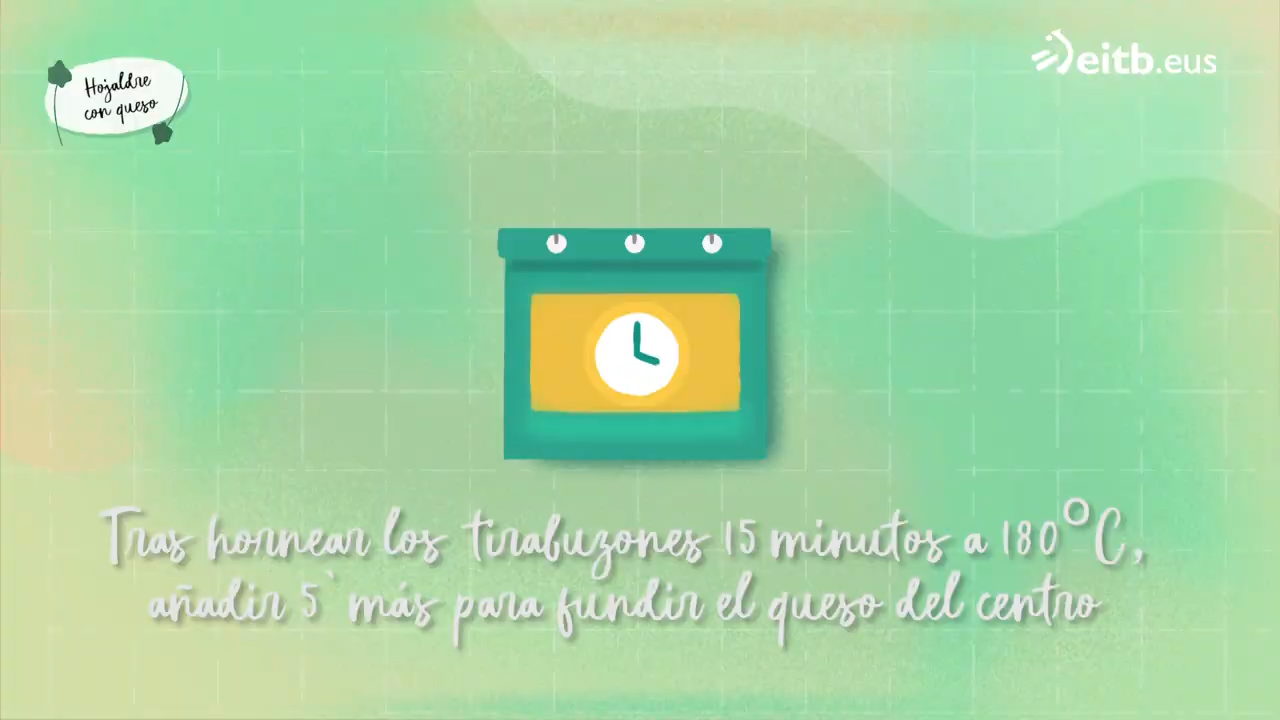 Hojaldre
con queso
eitb.eus
Tras hornear los tirabuzones 15 minutos a 180°C,
añadir 5` más para fundir el queso del centro